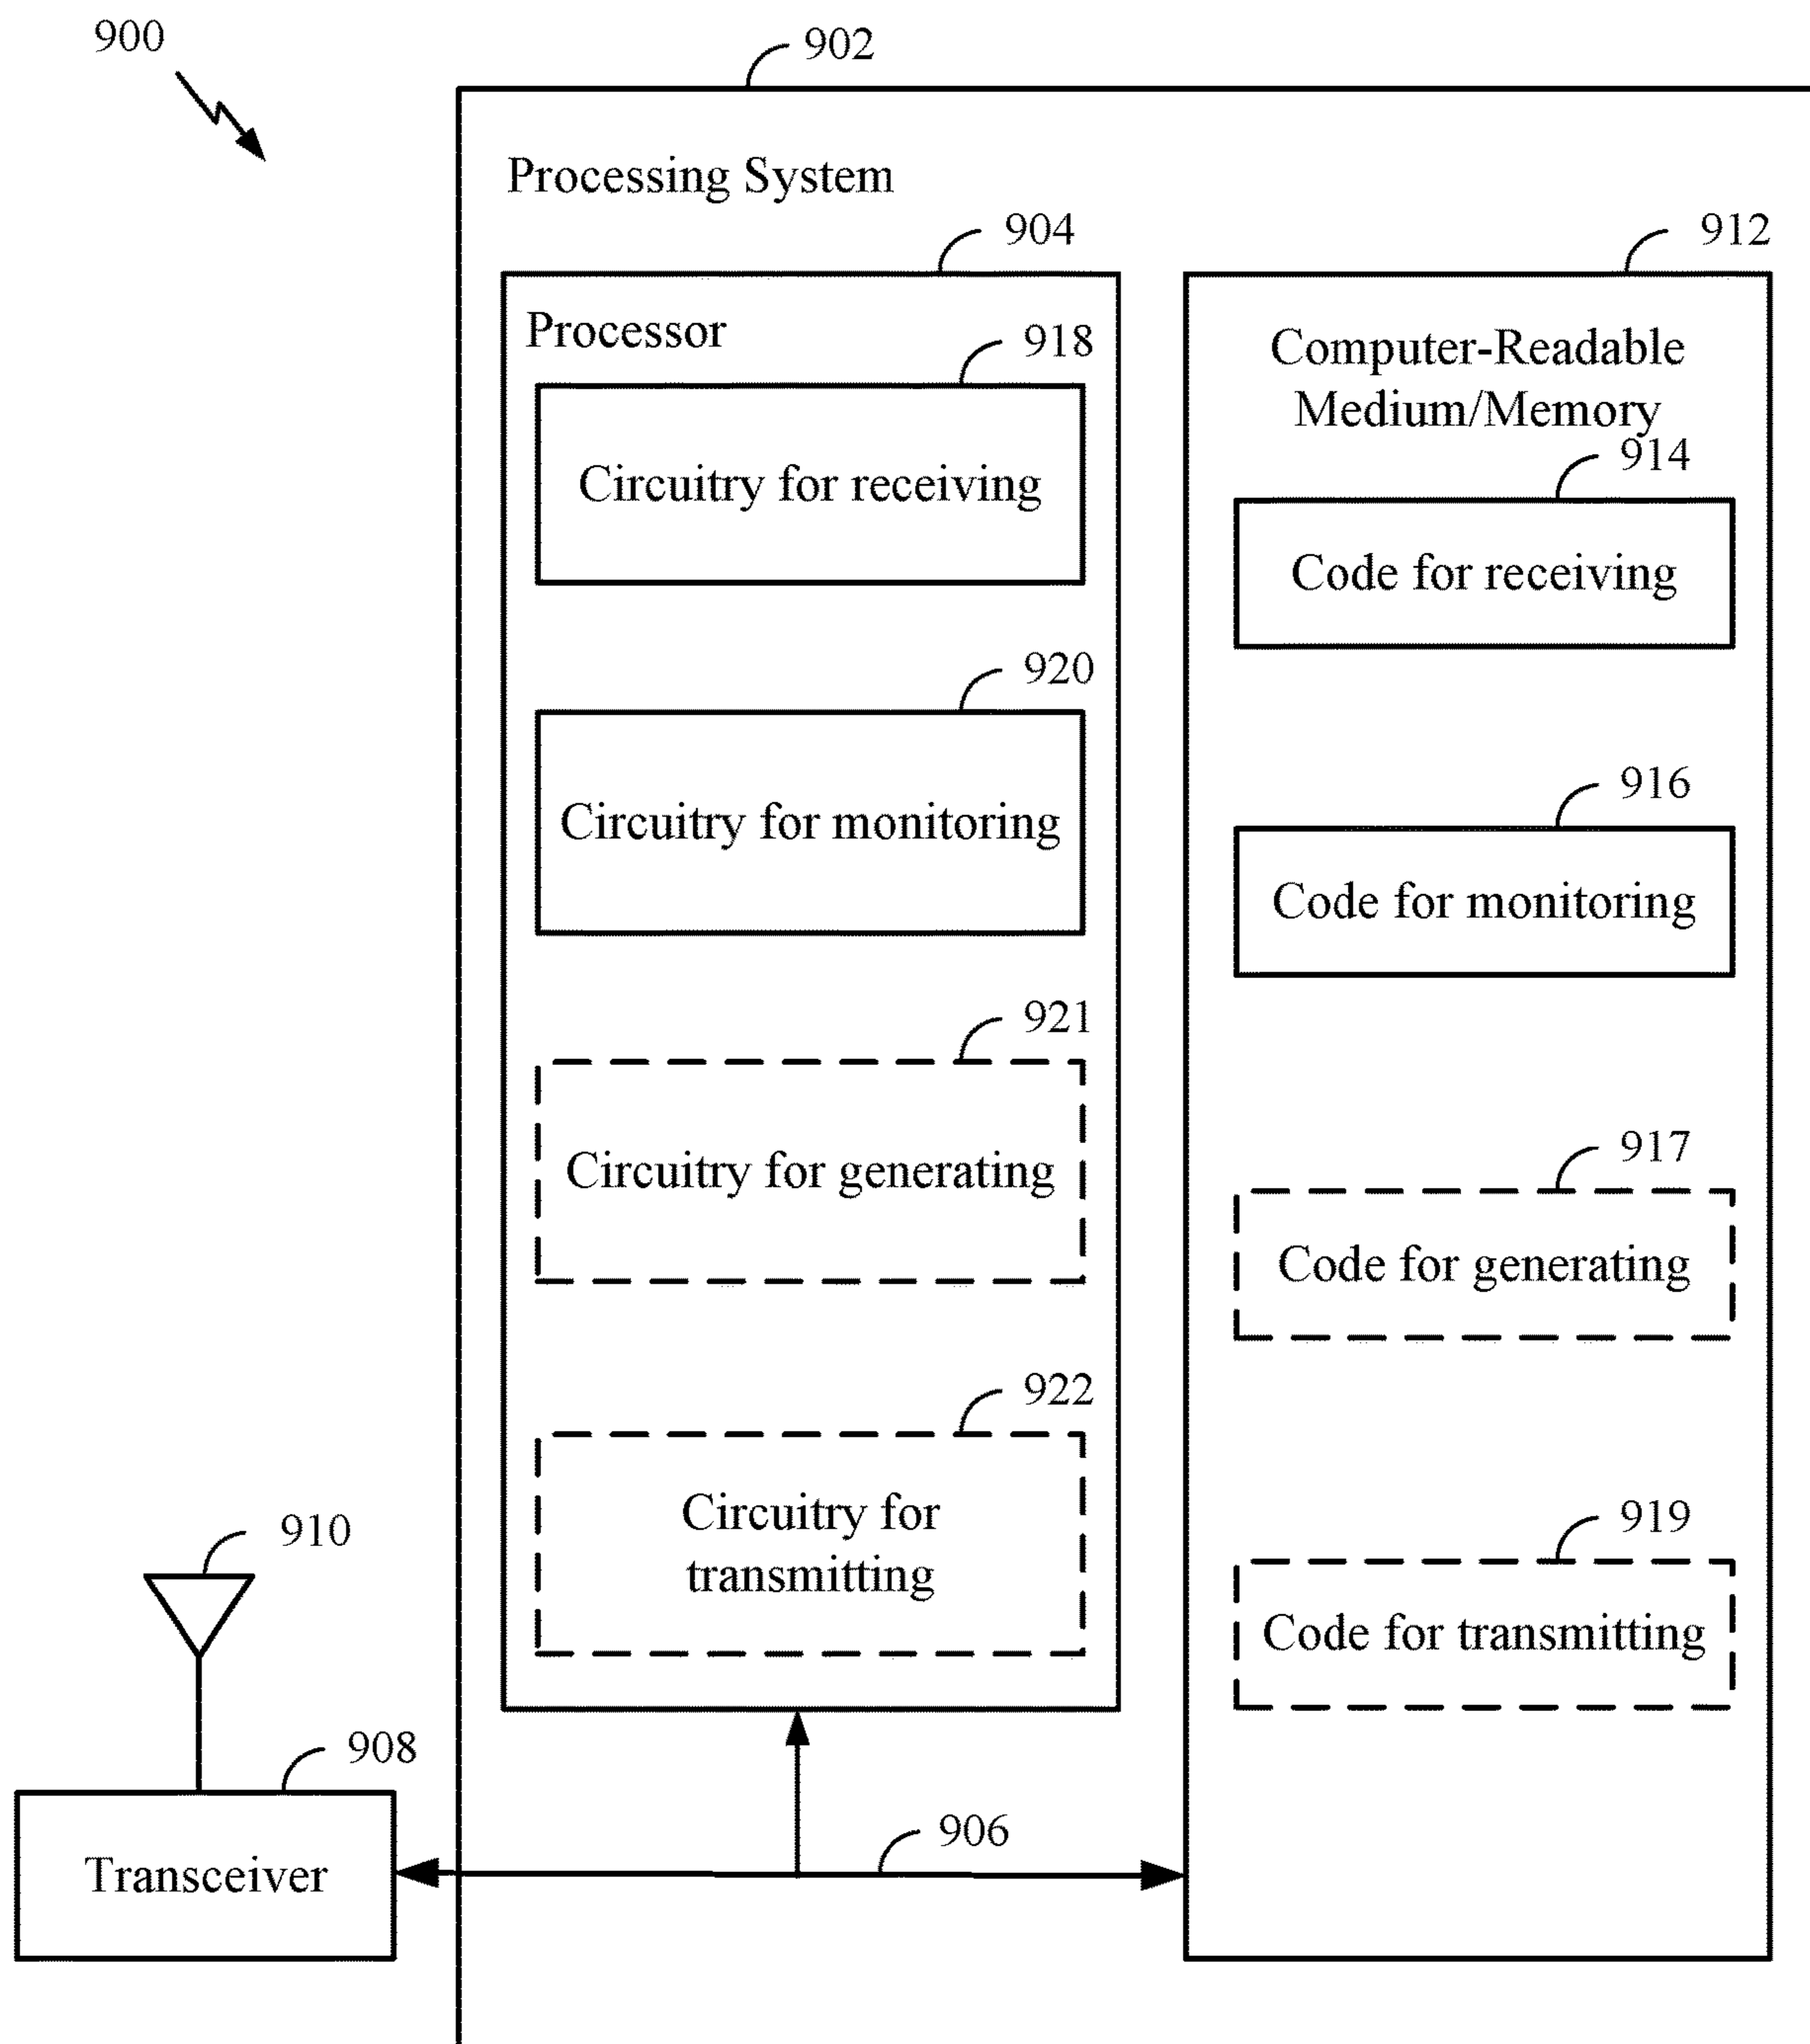 900
902
Processing System
904
912
Processor
918
Computer-Readable
Medium/Memory
Circuitry for receiving
914
Code for receiving
920
Circuitry for monitoring
916
Code for monitoring
921
Circuitry for generating
917
Code for generating
922
Circuitry for
transmitting
919
Code for transmitting
910
908
Transceiver
906